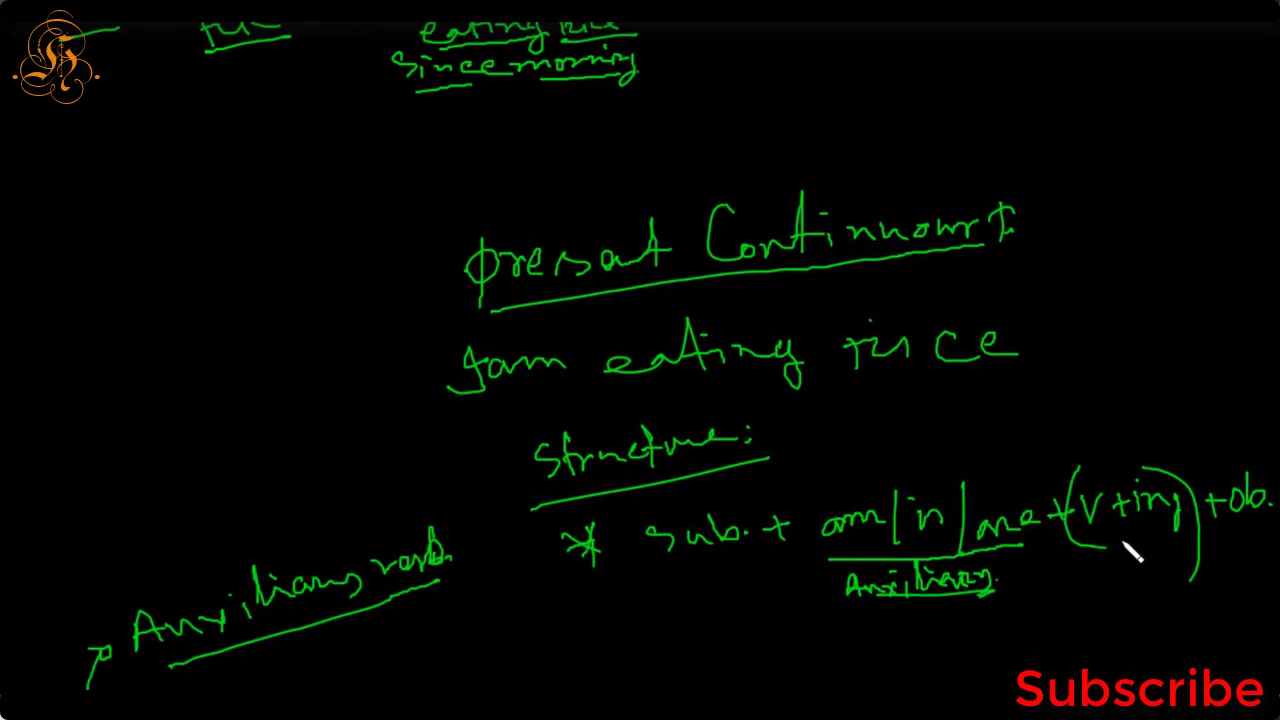 eating rice
since morning
present Continuous T:
I am eating rice
Structure:
* Sub. + am/is/are + (V + ing) + ob.
Auxiliary.
Auxiliary verb.
Subscribe